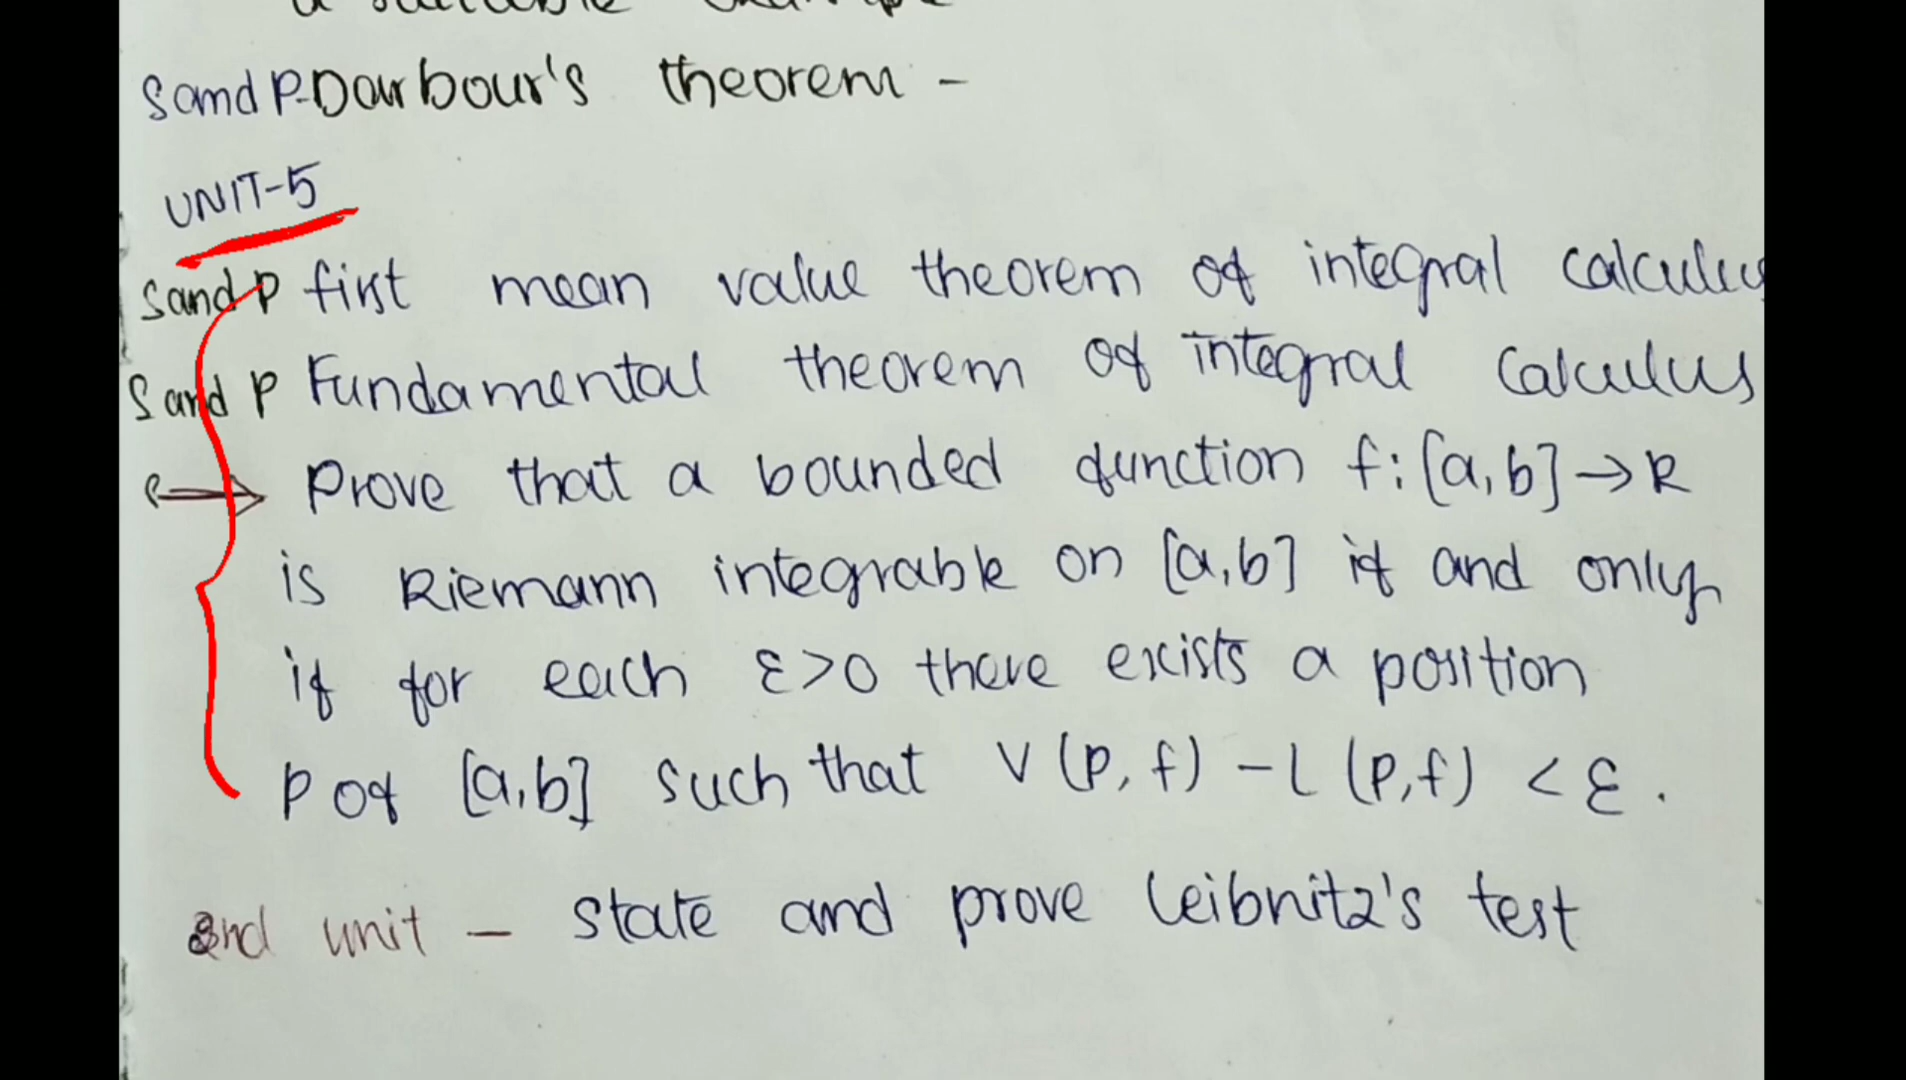 a suitable example
S and P Darbour's theorem -
UNIT-5
S and P first mean value theorem of integral calculus
S and P Fundamental theorem of integral calculus
Prove that a bounded function f: [a,b] → R
is Riemann integrable on [a,b] if and only
if for each ε>0 there exists a position
P of [a,b] such that V (P, f) - L (P,f) < ε.
2nd unit - State and prove Leibnitz's test